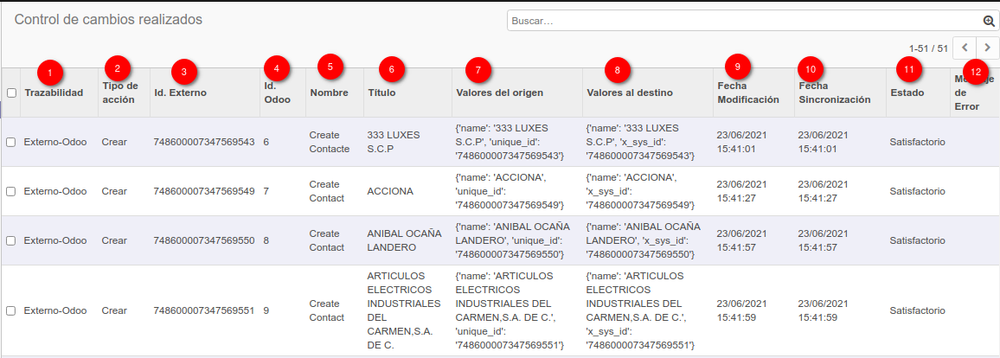 Control de cambios realizados
Buscar...
1-51 / 51
1 2 3 4 5 6 7 8 9 10 11 12
Trazabilidad
Tipo de
acción
Id. Externo
Id.
Odoo
Nombre
Título
Valores del origen
Valores al destino
Fecha
Modificación
Fecha
Sincronización
Estado
de
Error
Externo-Odoo
Crear
748600007347569543
6
Create
Contacte
333 LUXES
S.C.P
{'name': '333 LUXES
S.C.P', 'unique_id':
'748600007347569543'}
{'name': '333 LUXES
S.C.P', 'x_sys_id':
'748600007347569543'}
23/06/2021
15:41:01
23/06/2021
15:41:01
Satisfactorio
Externo-Odoo
Crear
748600007347569549
7
Create
Contact
ACCIONA
{'name': 'ACCIONA',
'unique_id':
'748600007347569549'}
{'name': 'ACCIONA',
'x_sys_id':
'748600007347569549'}
23/06/2021
15:41:27
23/06/2021
15:41:27
Satisfactorio
Externo-Odoo
Crear
748600007347569550
8
Create
Contact
ANIBAL OCAÑA
LANDERO
{'name': 'ANIBAL OCAÑA
LANDERO', 'unique_id':
'748600007347569550'}
{'name': 'ANIBAL OCAÑA
LANDERO', 'x_sys_id':
'748600007347569550'}
23/06/2021
15:41:57
23/06/2021
15:41:57
Satisfactorio
Externo-Odoo
Crear
748600007347569551
9
Create
Contact
ARTICULOS
ELECTRICOS
INDUSTRIALES
DEL
CARMEN,S.A.
DE C.
{'name': 'ARTICULOS
ELECTRICOS
INDUSTRIALES DEL
CARMEN,S.A. DE C.',
'unique_id':
'748600007347569551'}
{'name': 'ARTICULOS
ELECTRICOS
INDUSTRIALES DEL
CARMEN,S.A. DE C.',
'x_sys_id':
'748600007347569551'}
23/06/2021
15:41:59
23/06/2021
15:41:59
Satisfactorio